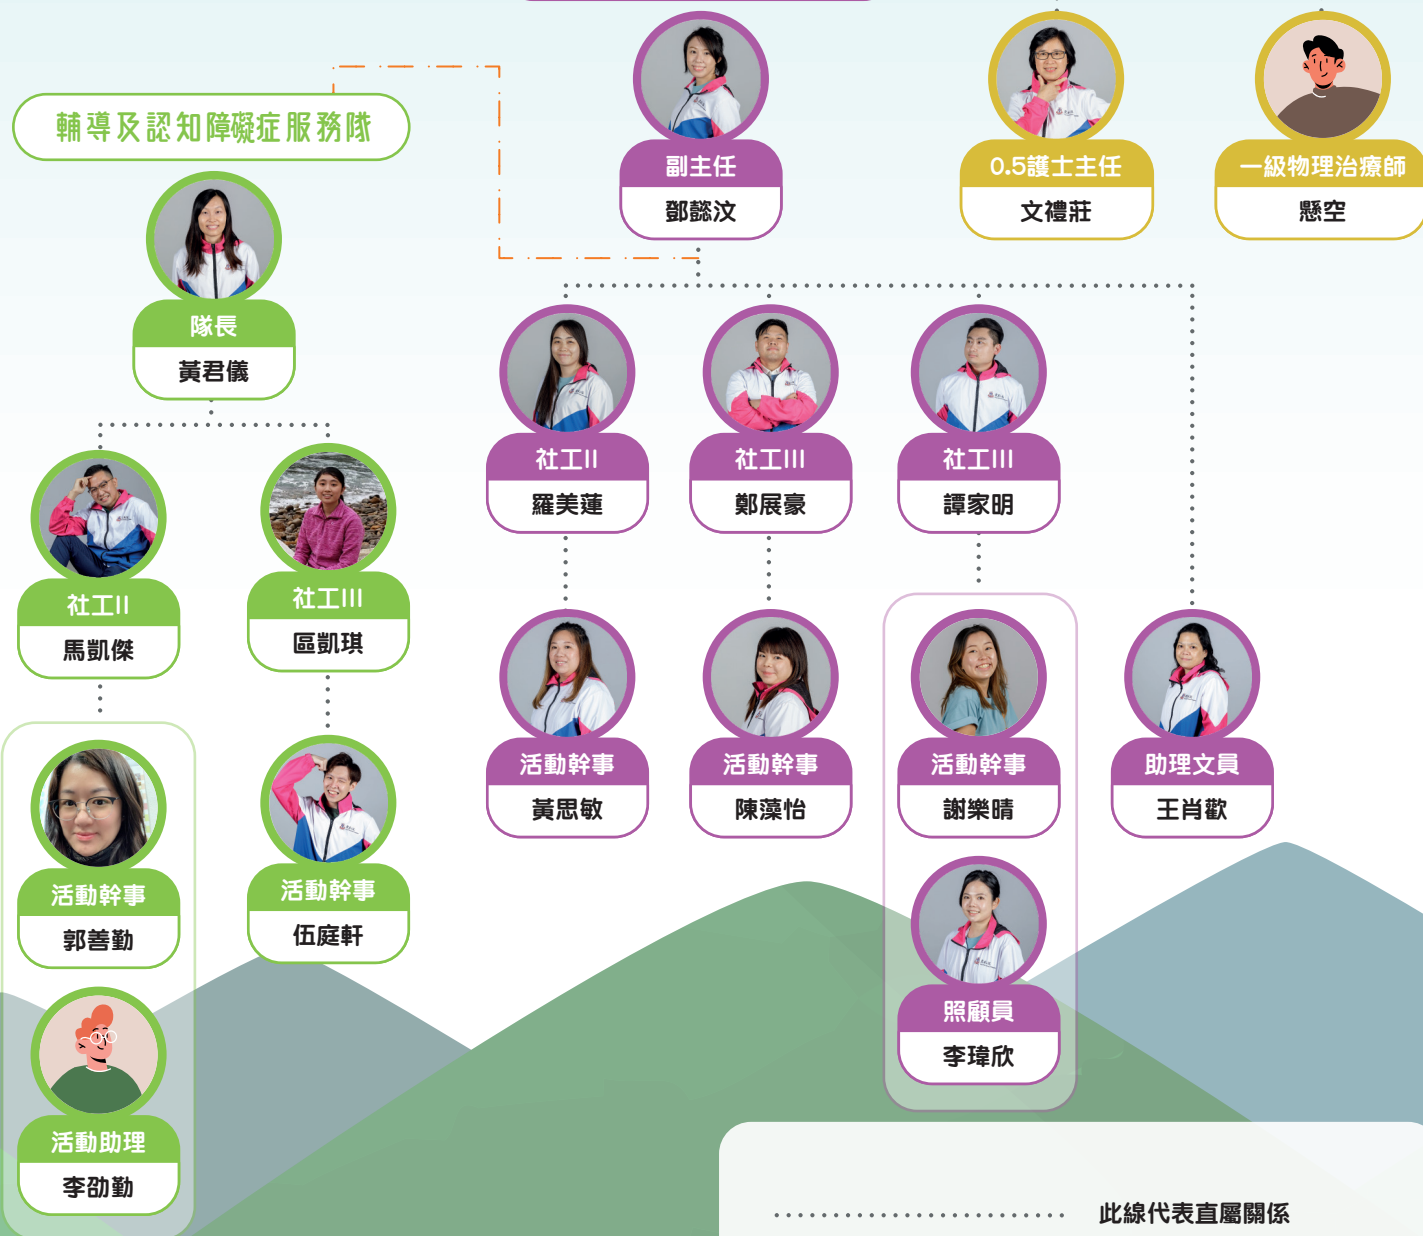 輔導及認知障礙症服務隊
副主任
鄧懿汶
0.5護士主任
文禮莊
一級物理治療師
懸空
隊長
黃君儀
社工II
羅美蓮
社工III
鄭展豪
社工III
譚家明
社工II
馬凱傑
社工III
區凱琪
活動幹事
黃思敏
活動幹事
陳藻怡
活動幹事
謝樂晴
助理文員
王肖歡
活動幹事
郭善勤
活動幹事
伍庭軒
照顧員
李瑋欣
活動助理
李劭勤
此線代表直屬關係